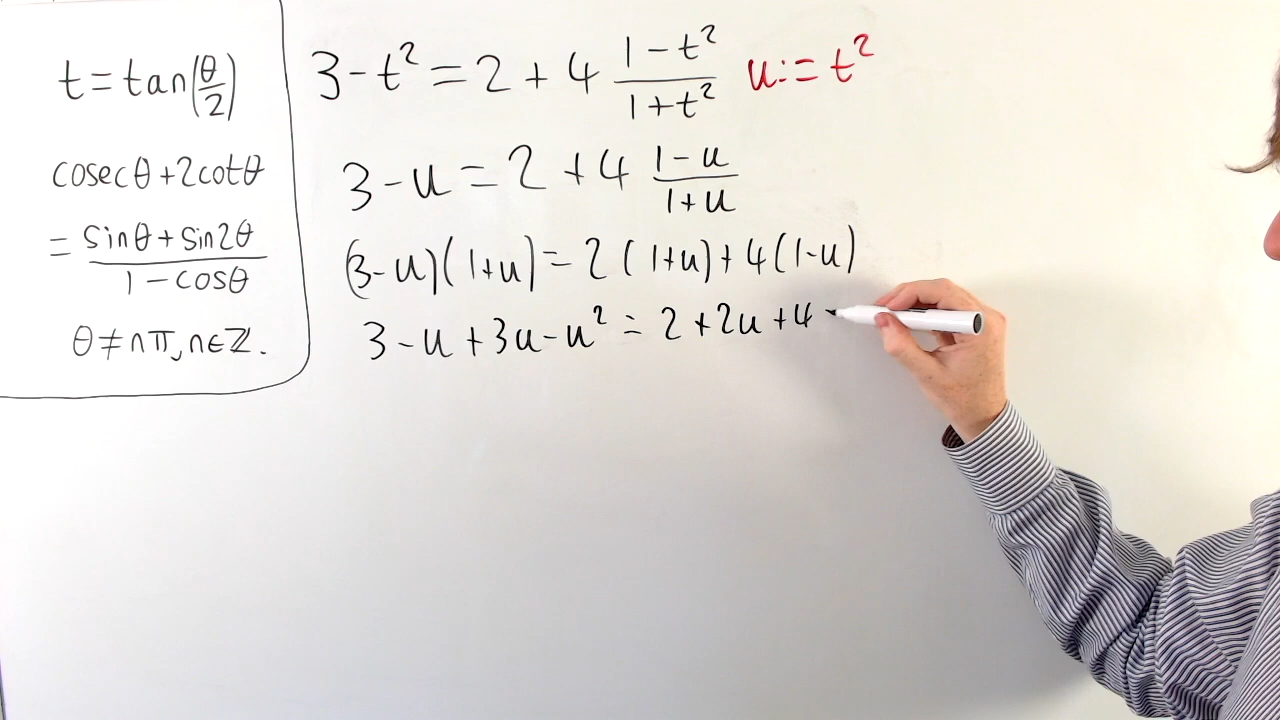 t = tan(θ/2)
cosecθ + 2cotθ
= (sinθ + sin2θ)/(1 - cosθ)
θ ≠ nπ, n ∈ ℤ.
3 - t² = 2 + 4 (1 - t²)/(1 + t²) u := t²
3 - u = 2 + 4 (1 - u)/(1 + u)
(3 - u)(1 + u) = 2(1 + u) + 4(1 - u)
3 - u + 3u - u² = 2 + 2u + 4 -